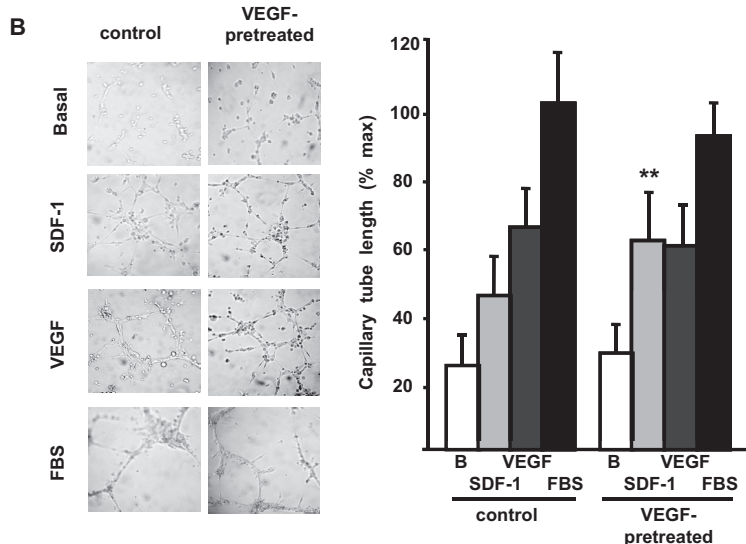 B
control
VEGF-
pretreated
Basal
SDF-1
VEGF
FBS
Capillary tube length (% max)
120
100
80
60
40
20
**
B VEGF B VEGF
SDF-1 FBS SDF-1 FBS
control VEGF-
pretreated